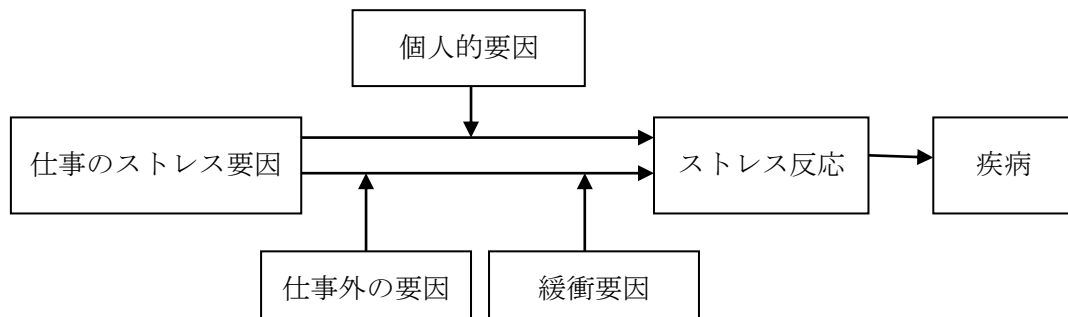 個人的要因
仕事のストレス要因
ストレス反応
疾病
仕事外の要因
緩衝要因